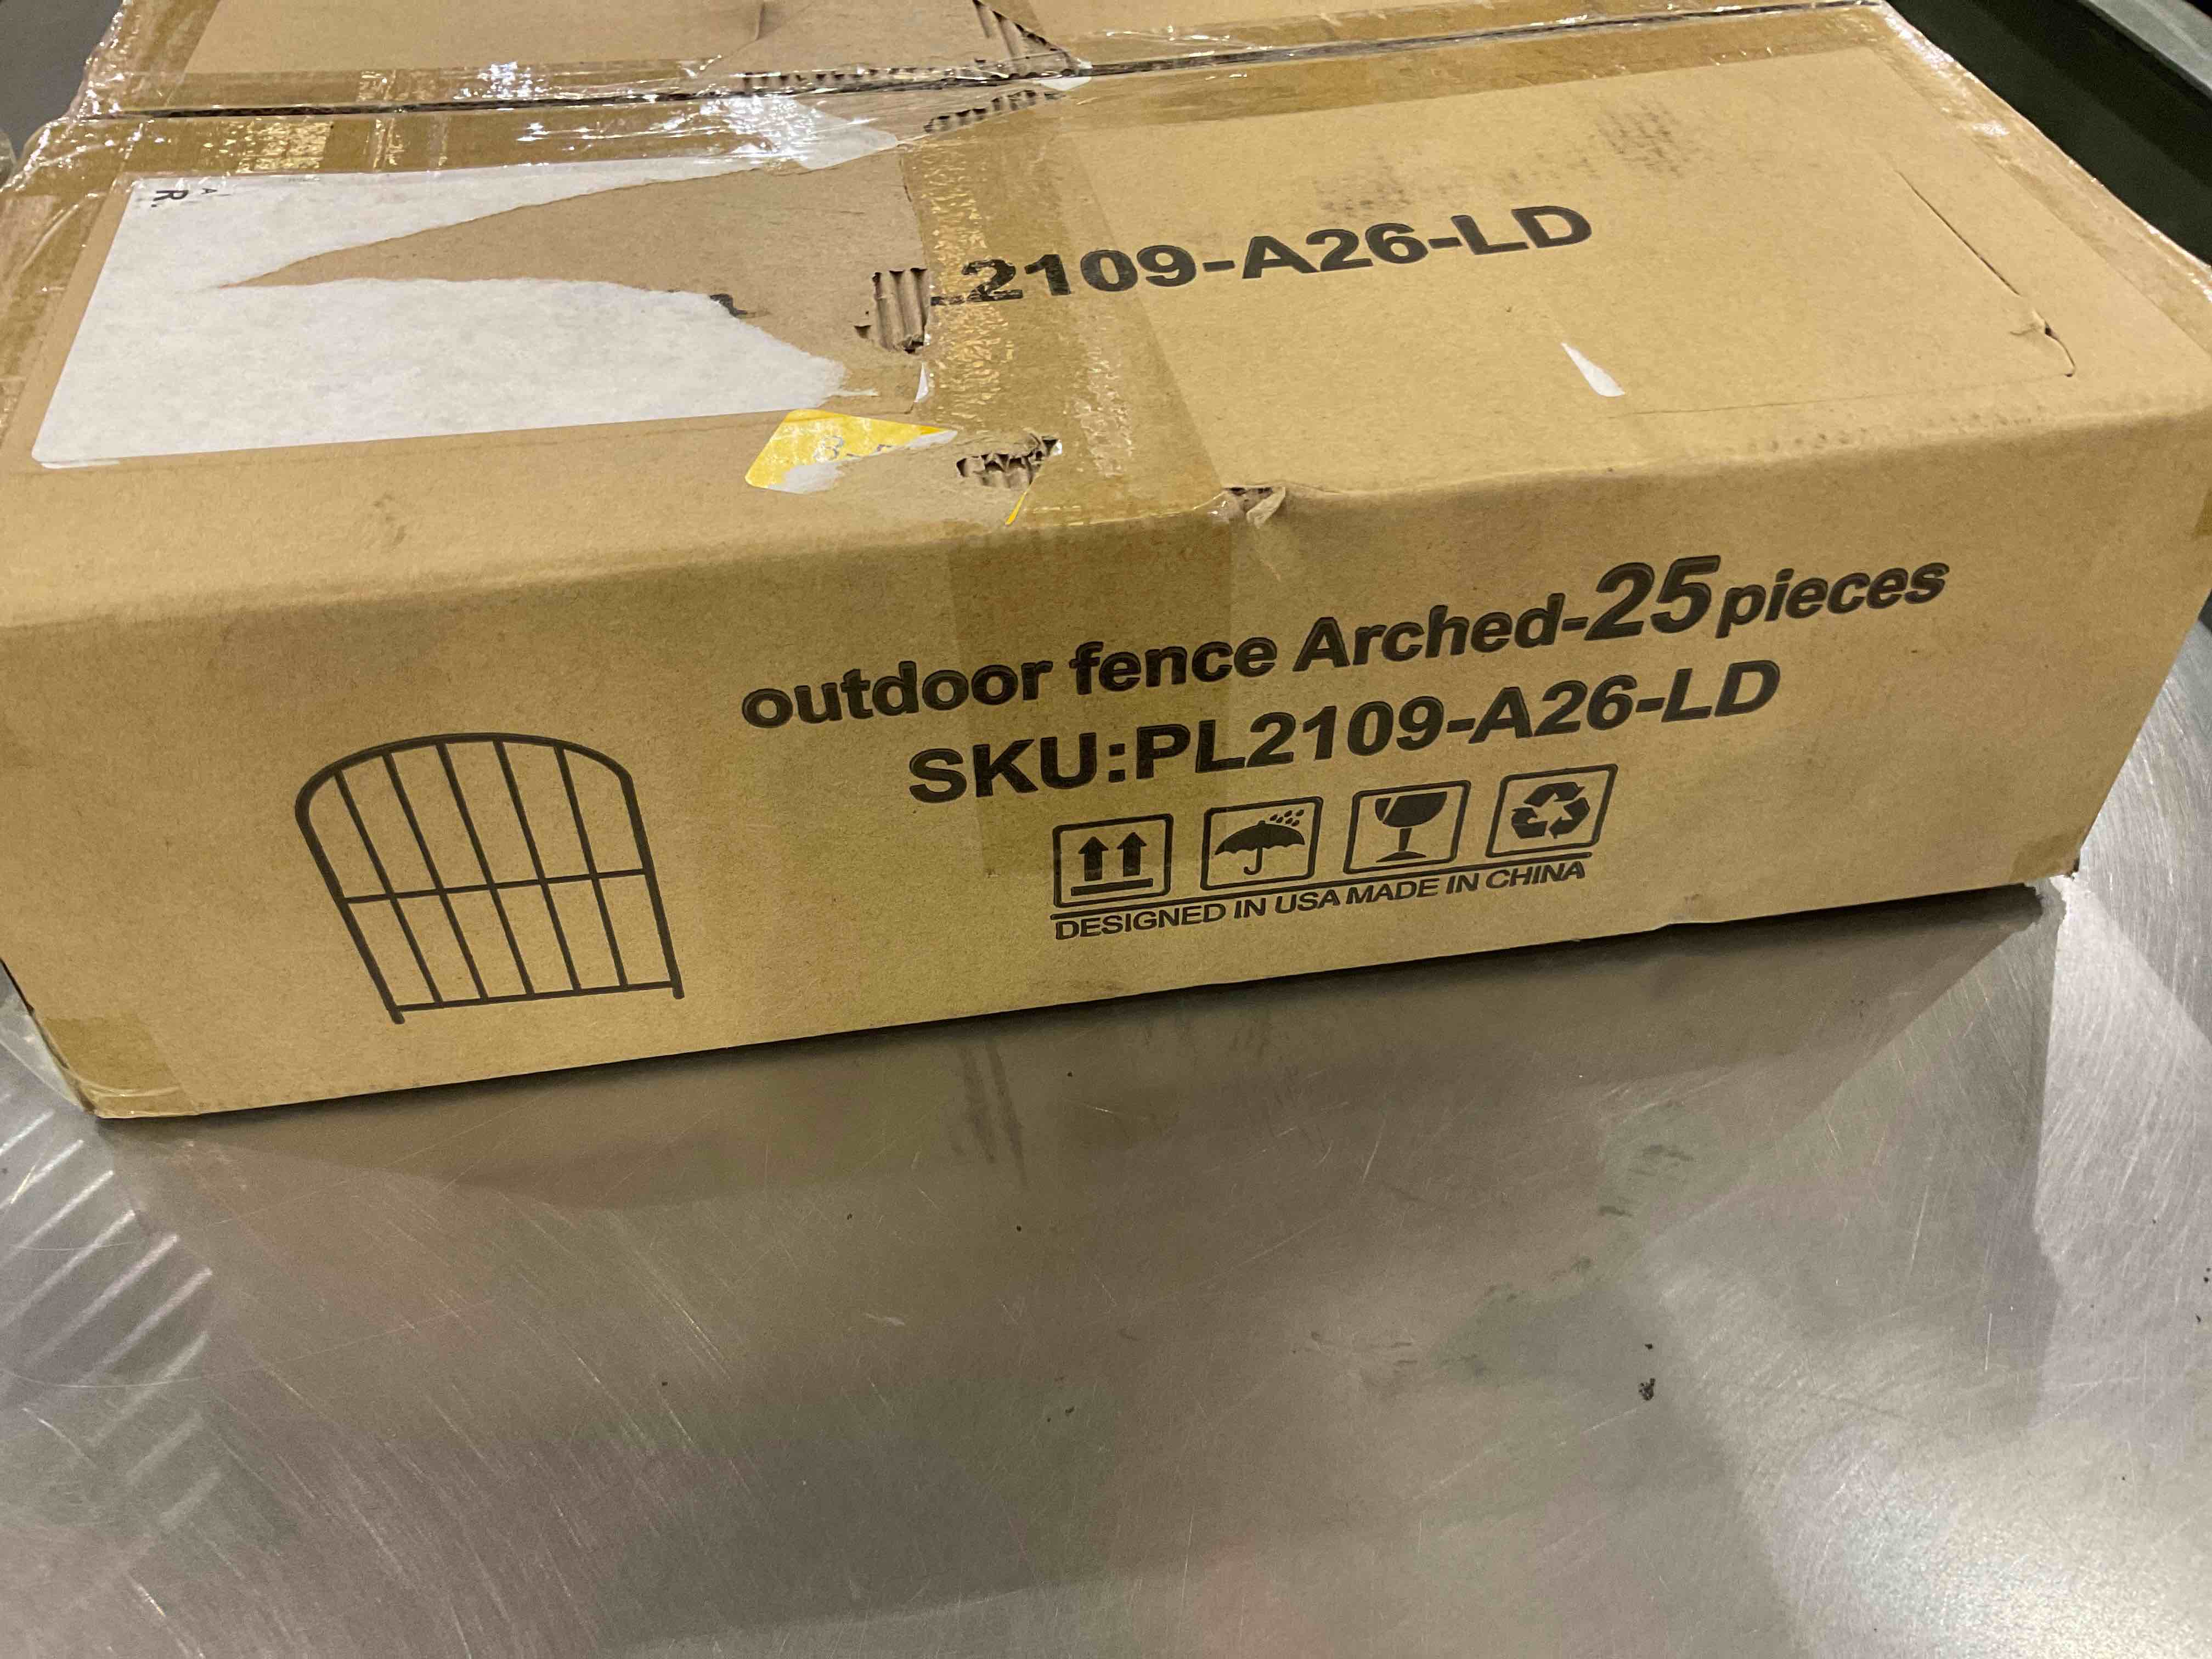 R.
2109-A26-LD
outdoor fence Arched-25pieces
SKU:PL2109-A26-LD
DESIGNED IN USA MADE IN CHINA